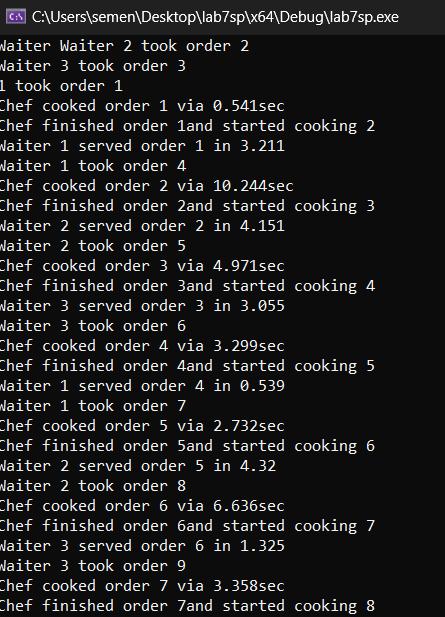 C:\Users\semen\Desktop\lab7sp\x64\Debug\lab7sp.exe
Waiter Waiter 2 took order 2
Waiter 3 took order 3
1 took order 1
Chef cooked order 1 via 0.541sec
Chef finished order 1and started cooking 2
Waiter 1 served order 1 in 3.211
Waiter 1 took order 4
Chef cooked order 2 via 10.244sec
Chef finished order 2and started cooking 3
Waiter 2 served order 2 in 4.151
Waiter 2 took order 5
Chef cooked order 3 via 4.971sec
Chef finished order 3and started cooking 4
Waiter 3 served order 3 in 3.055
Waiter 3 took order 6
Chef cooked order 4 via 3.299sec
Chef finished order 4and started cooking 5
Waiter 1 served order 4 in 0.539
Waiter 1 took order 7
Chef cooked order 5 via 2.732sec
Chef finished order 5and started cooking 6
Waiter 2 served order 5 in 4.32
Waiter 2 took order 8
Chef cooked order 6 via 6.636sec
Chef finished order 6and started cooking 7
Waiter 3 served order 6 in 1.325
Waiter 3 took order 9
Chef cooked order 7 via 3.358sec
Chef finished order 7and started cooking 8